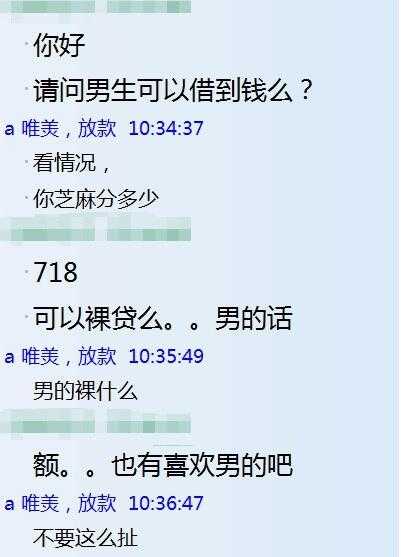 你好
请问男生可以借到钱么？
a 唯美，放款 10:34:37
看情况，
你芝麻分多少
718
可以裸贷么。。男的话
a 唯美，放款 10:35:49
男的裸什么
额。。也有喜欢男的吧
a 唯美，放款 10:36:47
不要这么扯